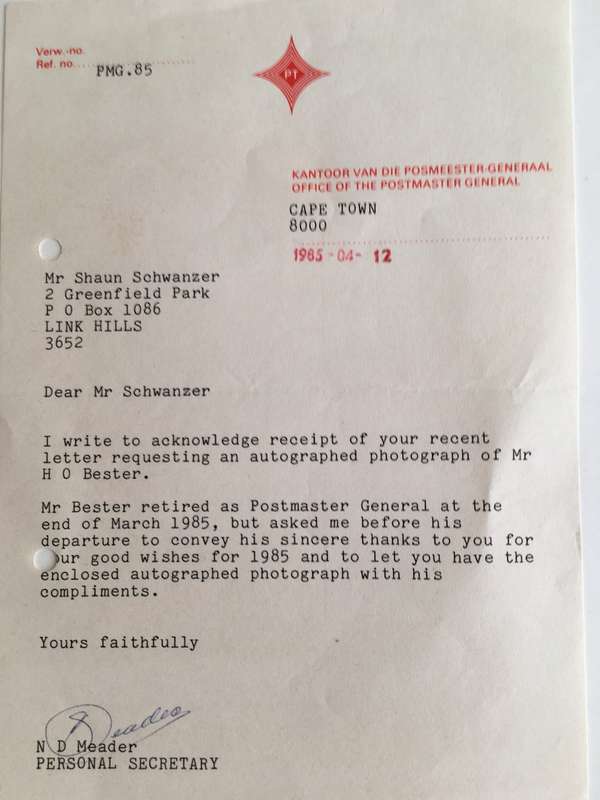 Verw.-no.
Ref. no. PMG.85
PT
KANTOOR VAN DIE POSMEESTER-GENERAAL
OFFICE OF THE POSTMASTER GENERAL
CAPE TOWN
8000
1985 -04- 12
Mr Shaun Schwanzer
2 Greenfield Park
P O Box 1086
LINK HILLS
3652
Dear Mr Schwanzer
I write to acknowledge receipt of your recent
letter requesting an autographed photograph of Mr
H O Bester.
Mr Bester retired as Postmaster General at the
end of March 1985, but asked me before his
departure to convey his sincere thanks to you for
ur good wishes for 1985 and to let you have the
enclosed autographed photograph with his
compliments.
Yours faithfully
Meader
N D Meader
PERSONAL SECRETARY